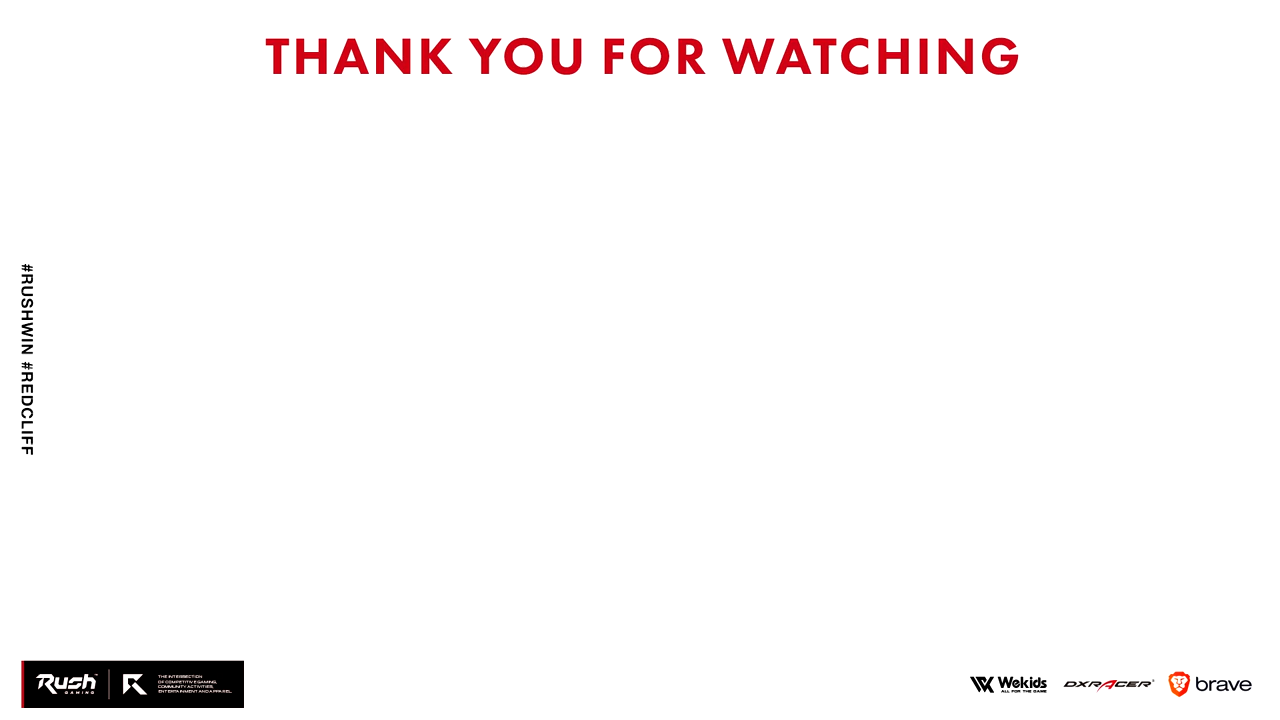 THANK YOU FOR WATCHING
#RUSHWIN #REDCLIFF
Rush
GAMING
THE INTERSECTION
OF COMPETITIVE GAMING,
COMMUNITY ACTIVITIES,
ENTERTAINMENT AND APPAREL.
Wekids
ALL FOR THE GAME
DXRACER
brave